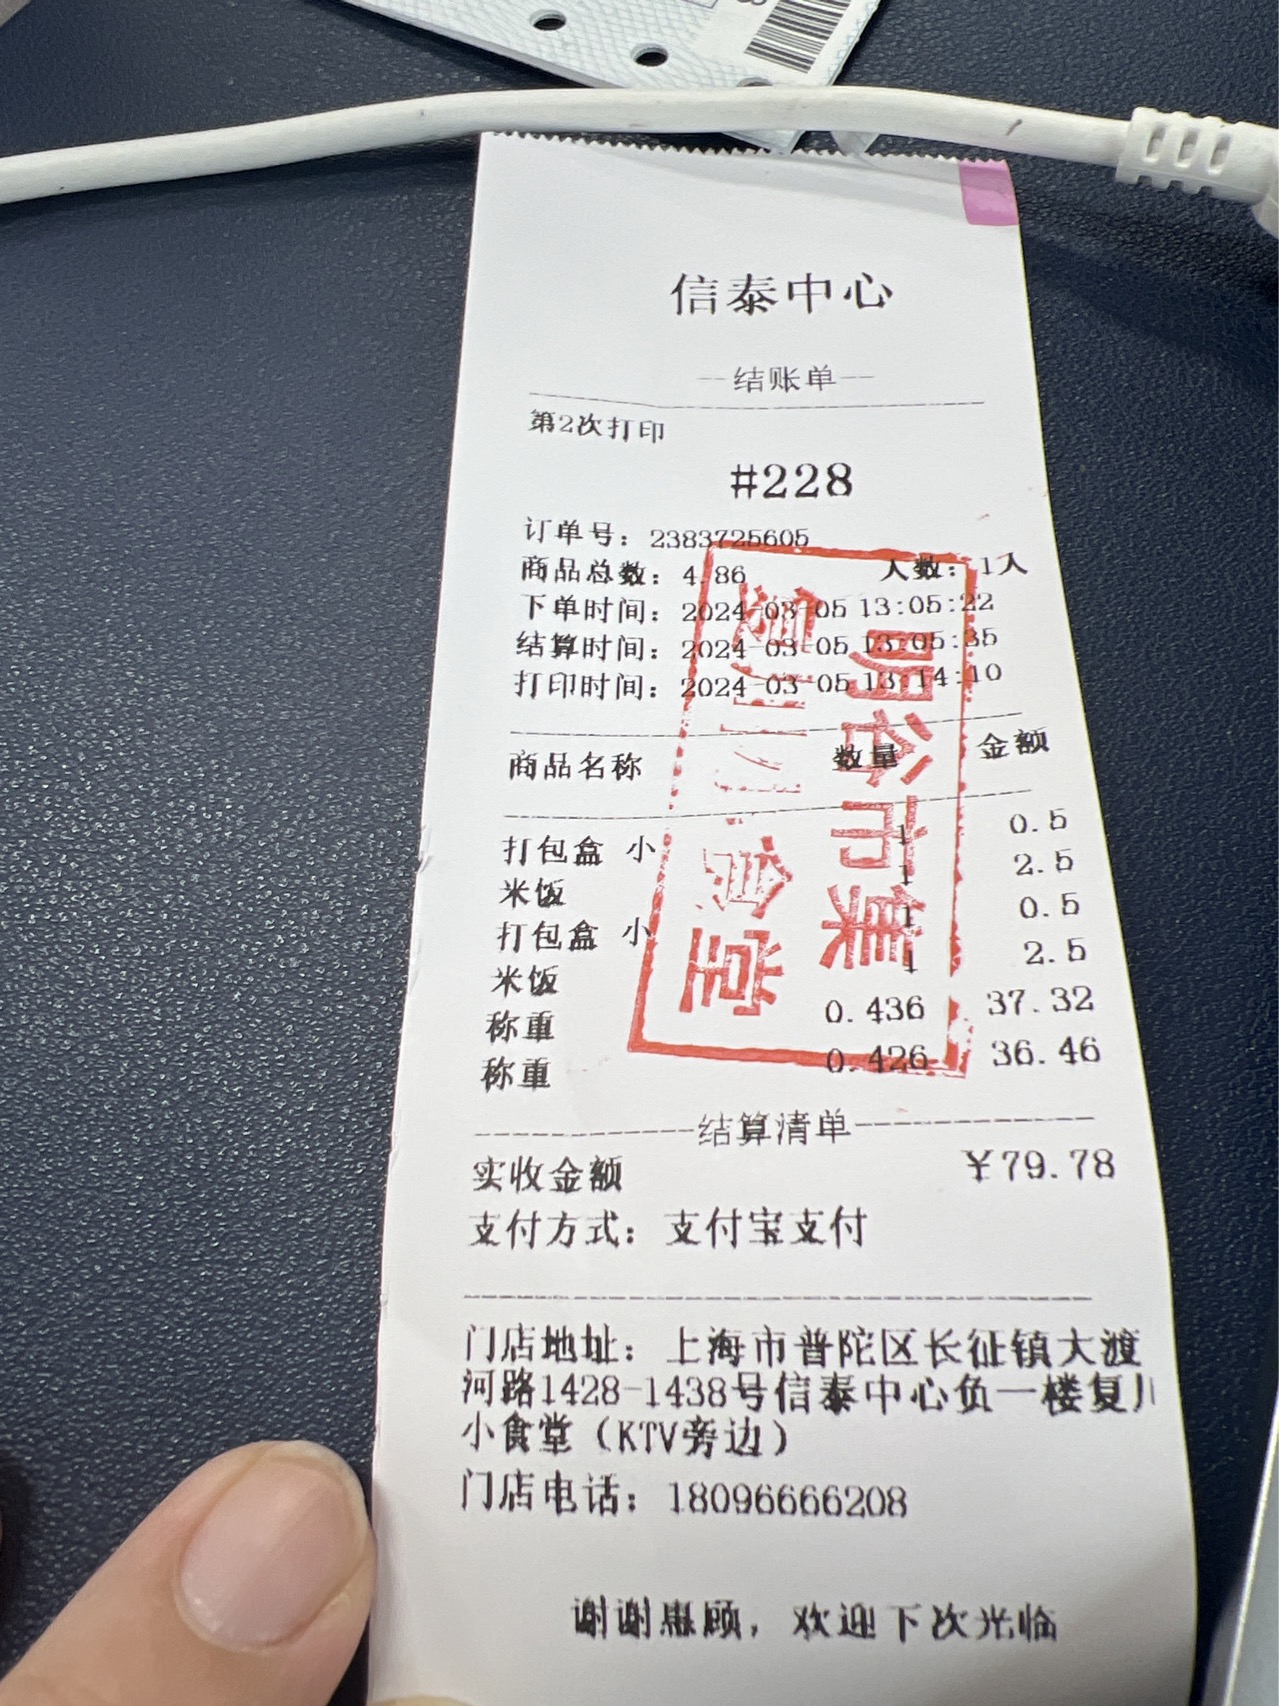 信泰中心
--结账单--
第2次打印
#228
订单号：2383725605
商品总数：4.86 人数：1人
下单时间：2024-03-05 13:05:22
结算时间：2024-03-05 13:05:35
打印时间：2024-03-05 13:14:10
商品名称 数量 金额
打包盒 小 1 0.5
米饭 1 2.5
打包盒 小 1 0.5
米饭 1 2.5
称重 0.436 37.32
称重 0.426 36.46
结算清单
实收金额 ¥79.78
支付方式：支付宝支付
门店地址：上海市普陀区长征镇大渡
河路1428-1438号信泰中心负一楼复川
小食堂（KTV旁边）
门店电话：18096666208
谢谢惠顾，欢迎下次光临
食堂